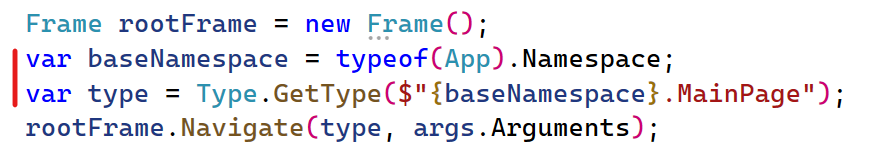 Frame rootFrame = new Frame();
var baseNamespace = typeof(App).Namespace;
var type = Type.GetType($"{baseNamespace}.MainPage");
rootFrame.Navigate(type, args.Arguments);